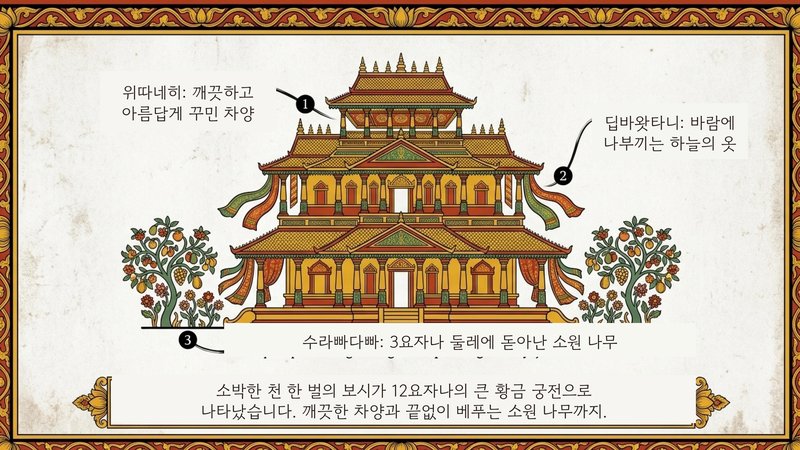 위따네히: 깨끗하고
아름답게 꾸민 차양
1
딥바왓타니: 바람에
나부끼는 하늘의 옷
2
3
수라빠다빠: 3요자나 둘레에 돋아난 소원 나무
소박한 천 한 벌의 보시가 12요자나의 큰 황금 궁전으로
나타났습니다. 깨끗한 차양과 끝없이 베푸는 소원 나무까지.